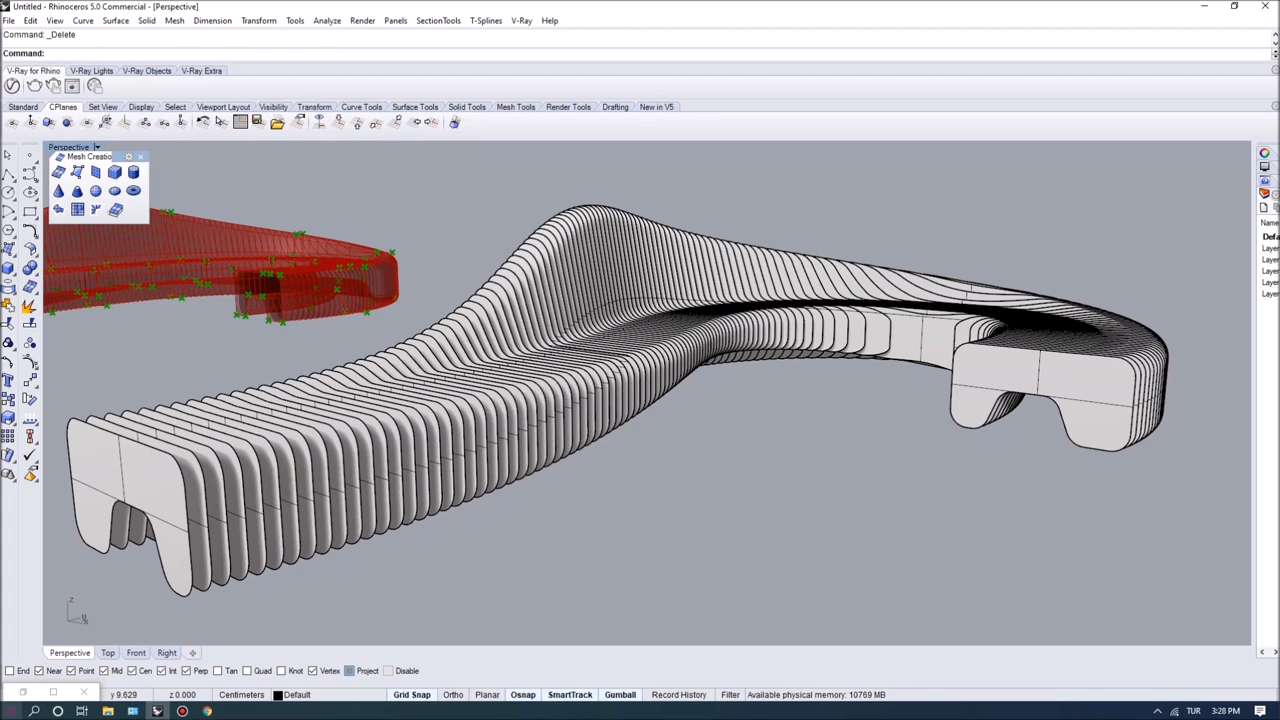 Untitled - Rhinoceros 5.0 Commercial - [Perspective]
File Edit View Curve Surface Solid Mesh Dimension Transform Tools Analyze Render Panels SectionTools T-Splines V-Ray Help
Command: _Delete
Command:
V-Ray for Rhino V-Ray Lights V-Ray Objects V-Ray Extra
Standard CPlanes Set View Display Select Viewport Layout Visibility Transform Curve Tools Surface Tools Solid Tools Mesh Tools Render Tools Drafting New in V5
Perspective
Mesh Creatio
Name
Defa
Layer
Layer
Layer
Layer
Layer
z
y
x
Perspective Top Front Right
End Near Point Mid Cen Int Perp Tan Quad Knot Vertex Project Disable
y 9.629 z 0.000 Centimeters Default Grid Snap Ortho Planar Osnap SmartTrack Gumball Record History Filter Available physical memory: 10769 MB
TUR 3:28 PM